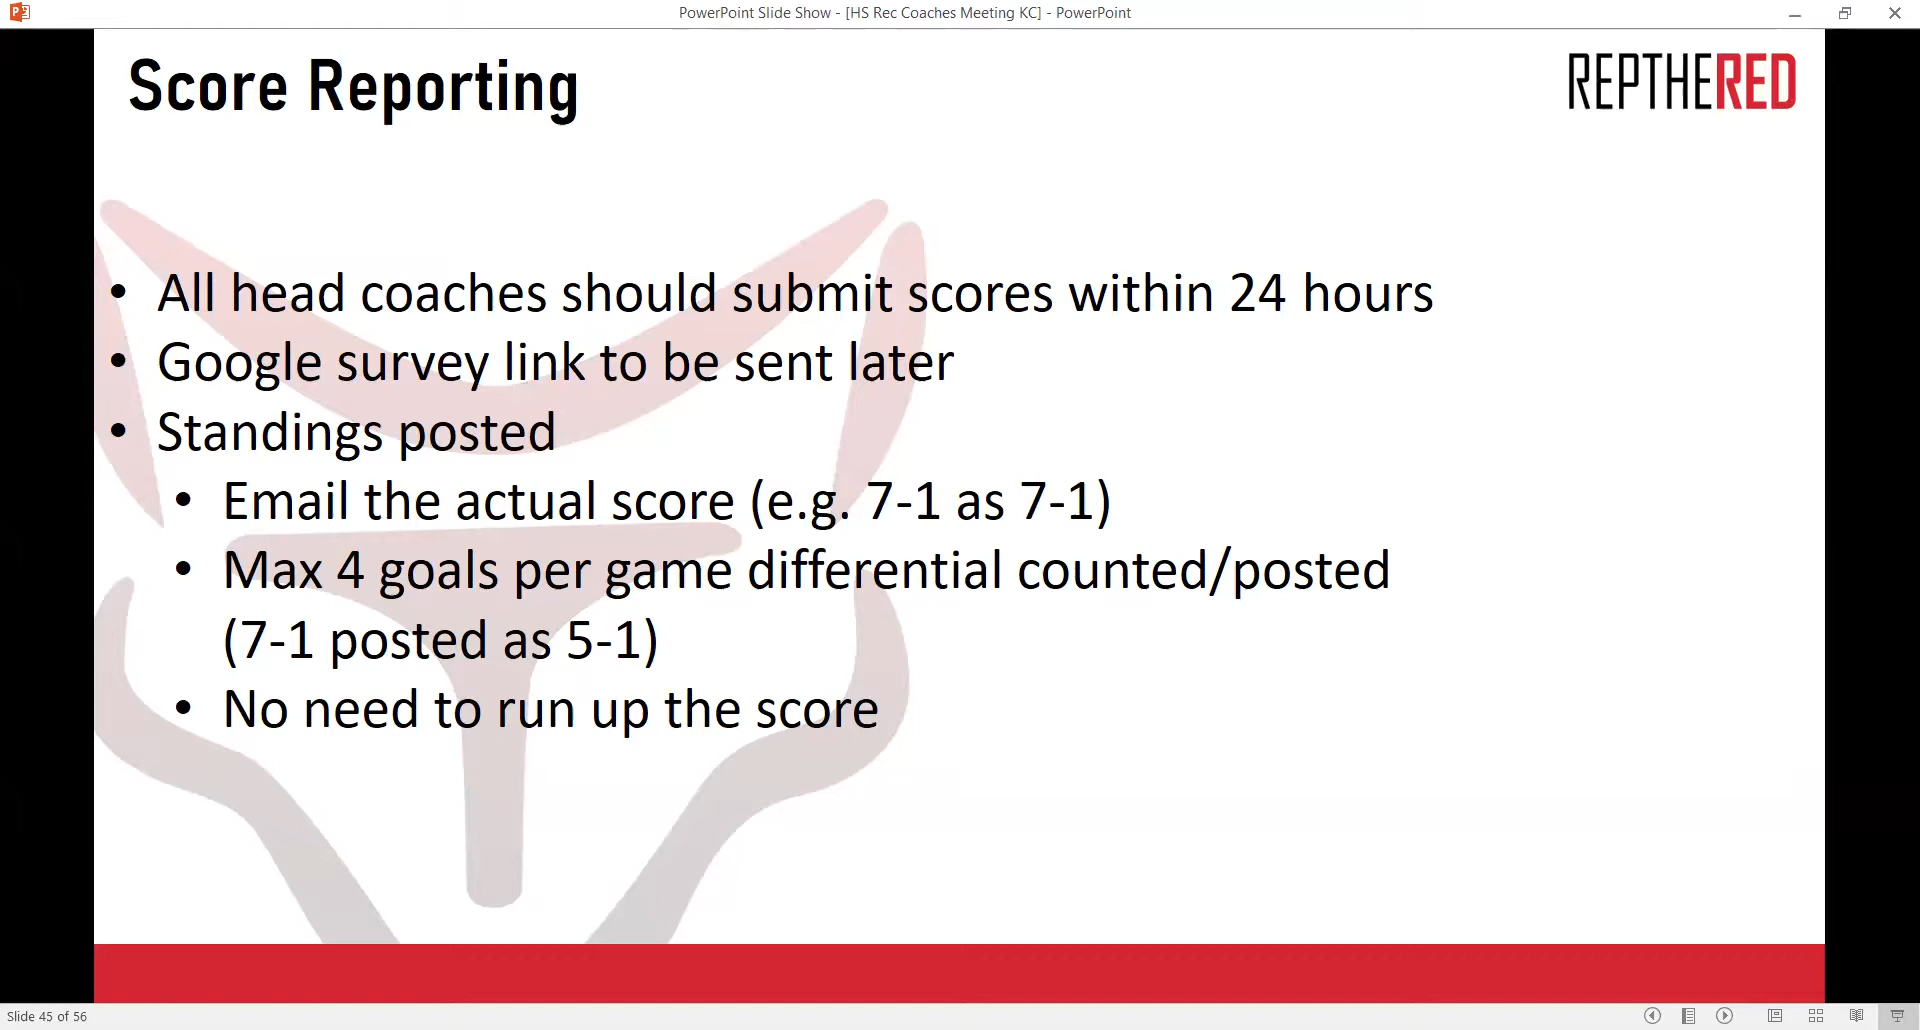 PowerPoint Slide Show - [HS Rec Coaches Meeting KC] - PowerPoint
Score Reporting
REPTHERED
• All head coaches should submit scores within 24 hours
• Google survey link to be sent later
• Standings posted
• Email the actual score (e.g. 7-1 as 7-1)
• Max 4 goals per game differential counted/posted
(7-1 posted as 5-1)
• No need to run up the score
Slide 45 of 56